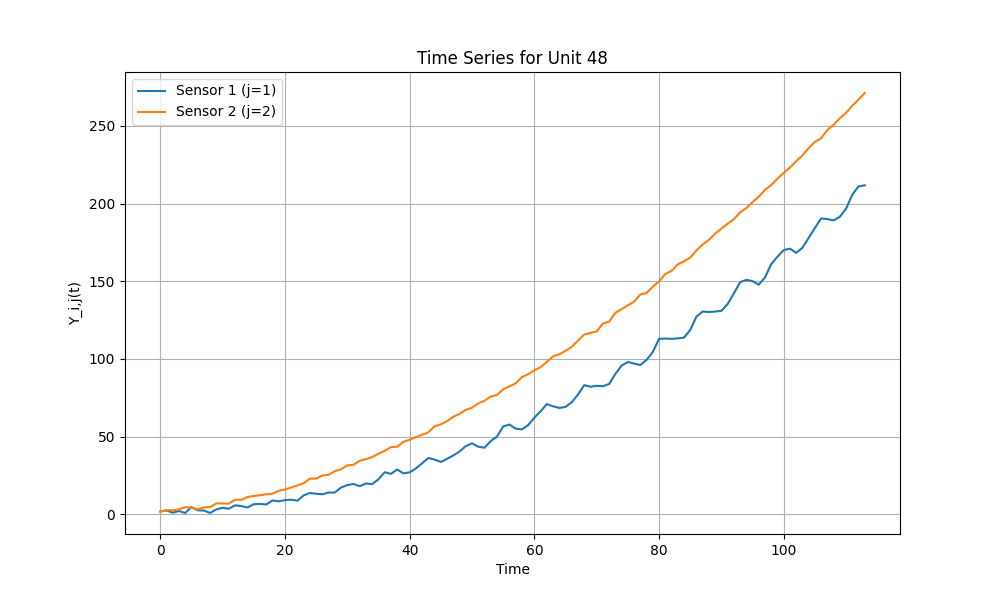 Time Series for Unit 48
Sensor 1 (j=1)
Sensor 2 (j=2)
Y_i,j(t)
250
200
150
100
50
0
0 20 40 60 80 100
Time